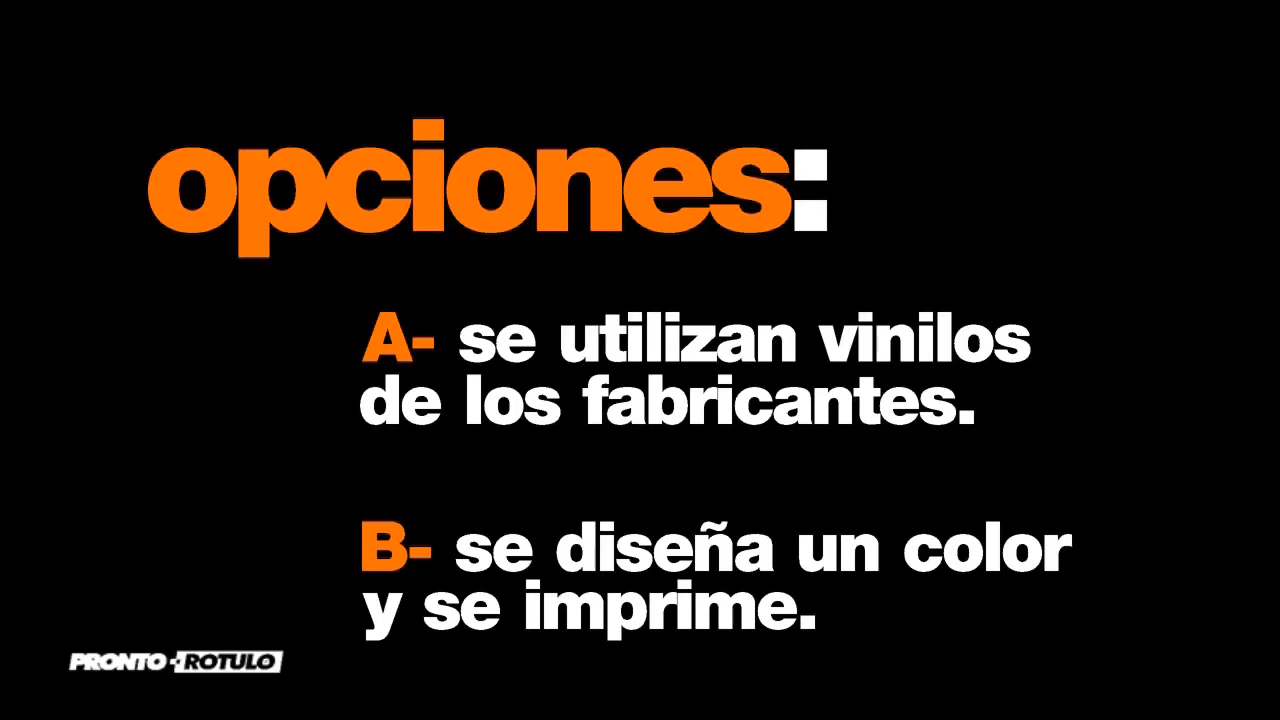 opciones:
A- se utilizan vinilos
de los fabricantes.
B- se diseña un color
y se imprime.
PRONTO ROTULO